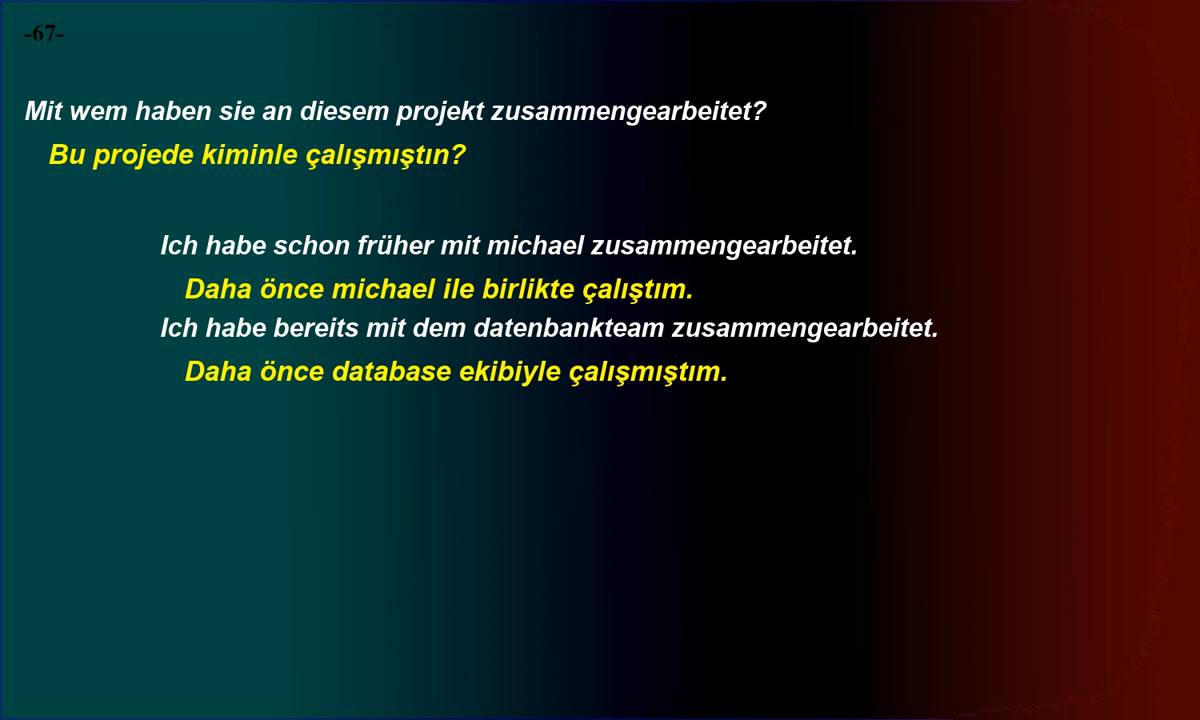 -67-
Mit wem haben sie an diesem projekt zusammengearbeitet?
Bu projede kiminle çalışmıştın?
Ich habe schon früher mit michael zusammengearbeitet.
Daha önce michael ile birlikte çalıştım.
Ich habe bereits mit dem datenbankteam zusammengearbeitet.
Daha önce database ekibiyle çalışmıştım.